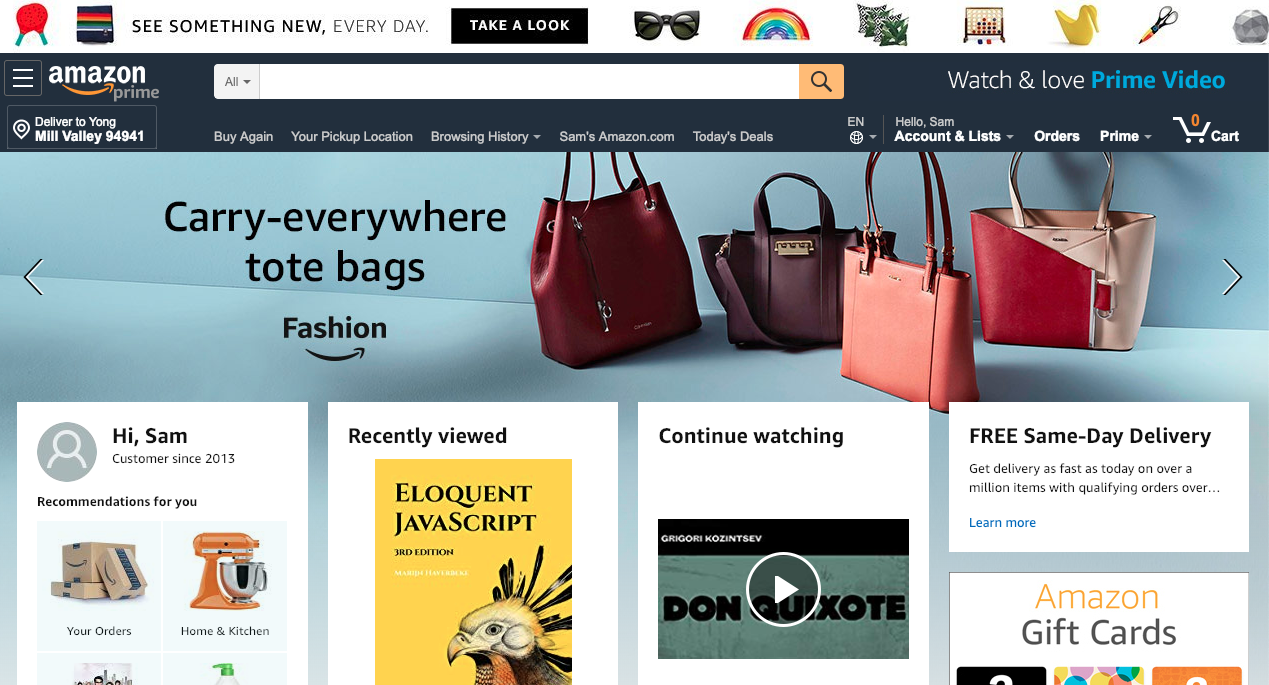 SEE SOMETHING NEW, EVERY DAY.
TAKE A LOOK
amazon
prime
All
Watch & love Prime Video
Deliver to Yong
Mill Valley 94941
Buy Again
Your Pickup Location
Browsing History
Sam's Amazon.com
Today's Deals
EN
Hello, Sam
Account & Lists
Orders
Prime
0
Cart
Carry-everywhere
tote bags
Fashion
Hi, Sam
Customer since 2013
Recommendations for you
Your Orders
Home & Kitchen
Recently viewed
ELOQUENT
JAVASCRIPT
3RD EDITION
MARIJN HAVERBEKE
Continue watching
GRIGORI KOZINTSEV
DON QUIXOTE
FREE Same-Day Delivery
Get delivery as fast as today on over a
million items with qualifying orders over…
Learn more
Amazon
Gift Cards